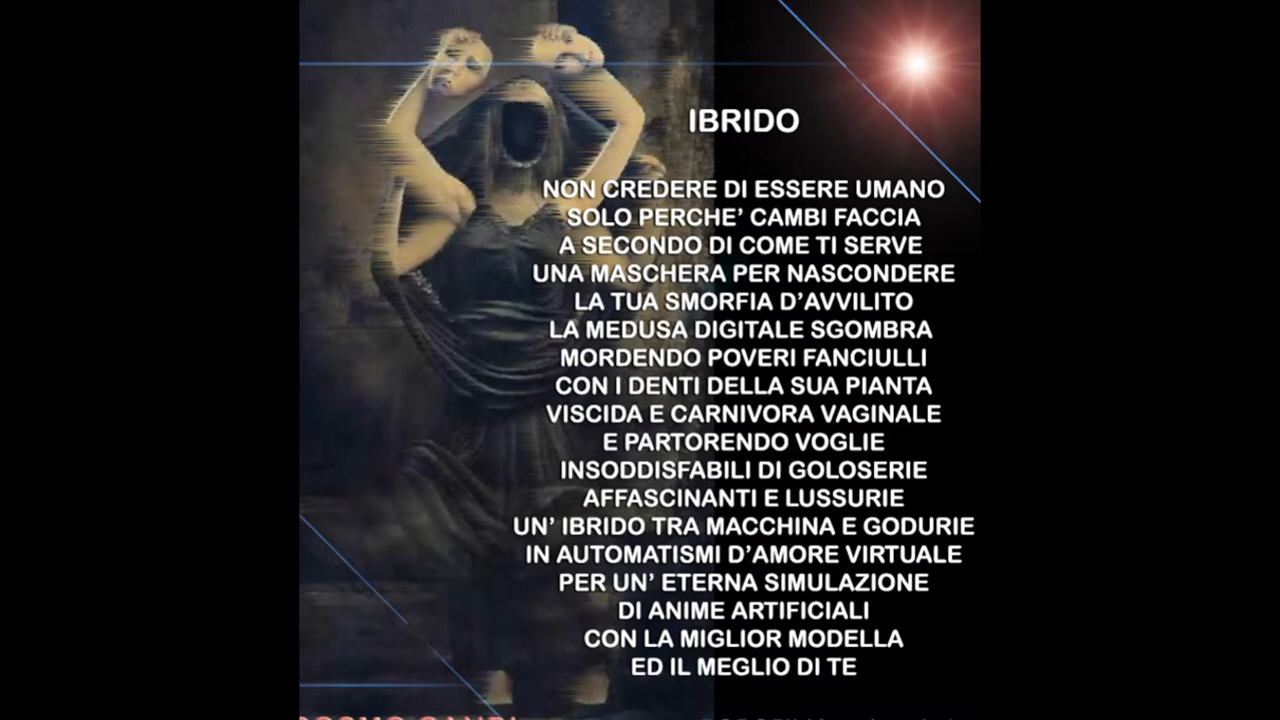 IBRIDO
NON CREDERE DI ESSERE UMANO
SOLO PERCHE' CAMBI FACCIA
A SECONDO DI COME TI SERVE
UNA MASCHERA PER NASCONDERE
LA TUA SMORFIA D'AVVILITO
LA MEDUSA DIGITALE SGOMBRA
MORDENDO POVERI FANCIULLI
CON I DENTI DELLA SUA PIANTA
VISCIDA E CARNIVORA VAGINALE
E PARTORENDO VOGLIE
INSODDISFABILI DI GOLOSERIE
AFFASCINANTI E LUSSURIE
UN' IBRIDO TRA MACCHINA E GODURIE
IN AUTOMATISMI D'AMORE VIRTUALE
PER UN' ETERNA SIMULAZIONE
DI ANIME ARTIFICIALI
CON LA MIGLIOR MODELLA
ED IL MEGLIO DI TE